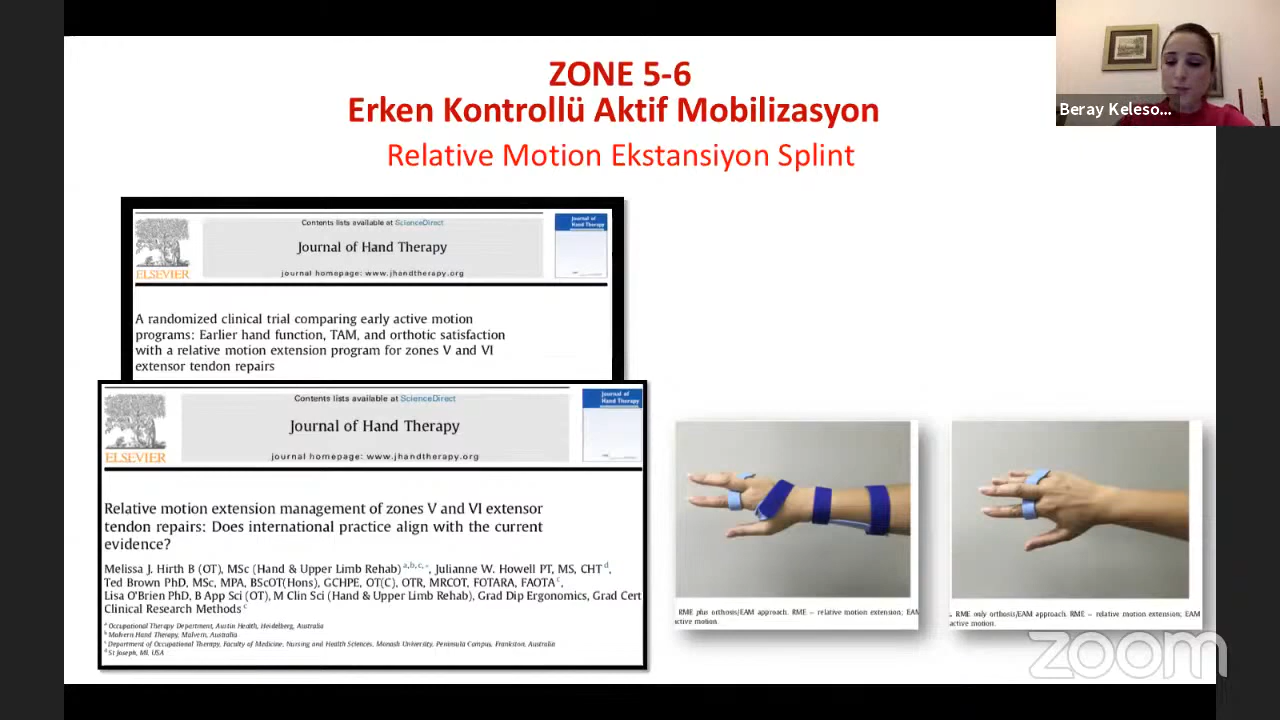 ZONE 5-6
Erken Kontrollü Aktif Mobilizasyon
Relative Motion Ekstansiyon Splint
Beray Keleso...
Contents lists available at ScienceDirect
Journal of Hand Therapy
journal homepage: www.jhandtherapy.org
ELSEVIER
Journal of
Hand Therapy
A randomized clinical trial comparing early active motion
programs: Earlier hand function, TAM, and orthotic satisfaction
with a relative motion extension program for zones V and VI
extensor tendon repairs
Contents lists available at ScienceDirect
Journal of Hand Therapy
journal homepage: www.jhandtherapy.org
ELSEVIER
Journal of
Hand Therapy
Relative motion extension management of zones V and VI extensor
tendon repairs: Does international practice align with the current
evidence?
Melissa J. Hirth B (OT), MSc (Hand & Upper Limb Rehab) a,b,c,*, Julianne W. Howell PT, MS, CHT d,
Ted Brown PhD, MSc, MPA, BScOT(Hons), GCHPE, OT(C), OTR, MRCOT, FOTARA, FAOTA c,
Lisa O'Brien PhD, B App Sci (OT), M Clin Sci (Hand & Upper Limb Rehab), Grad Dip Ergonomics, Grad Cert
Clinical Research Methods c
a Occupational Therapy Department, Austin Health, Heidelberg, Australia
b Malvern Hand Therapy, Malvern, Australia
c Department of Occupational Therapy, Faculty of Medicine, Nursing and Health Sciences, Monash University, Peninsula Campus, Frankston, Australia
d St Joseph, MI, USA
RME plus orthosis/EAM approach. RME – relative motion extension; EAM
active motion.
RME only orthosis/EAM approach. RME – relative motion extension; EAM
active motion.
zoom